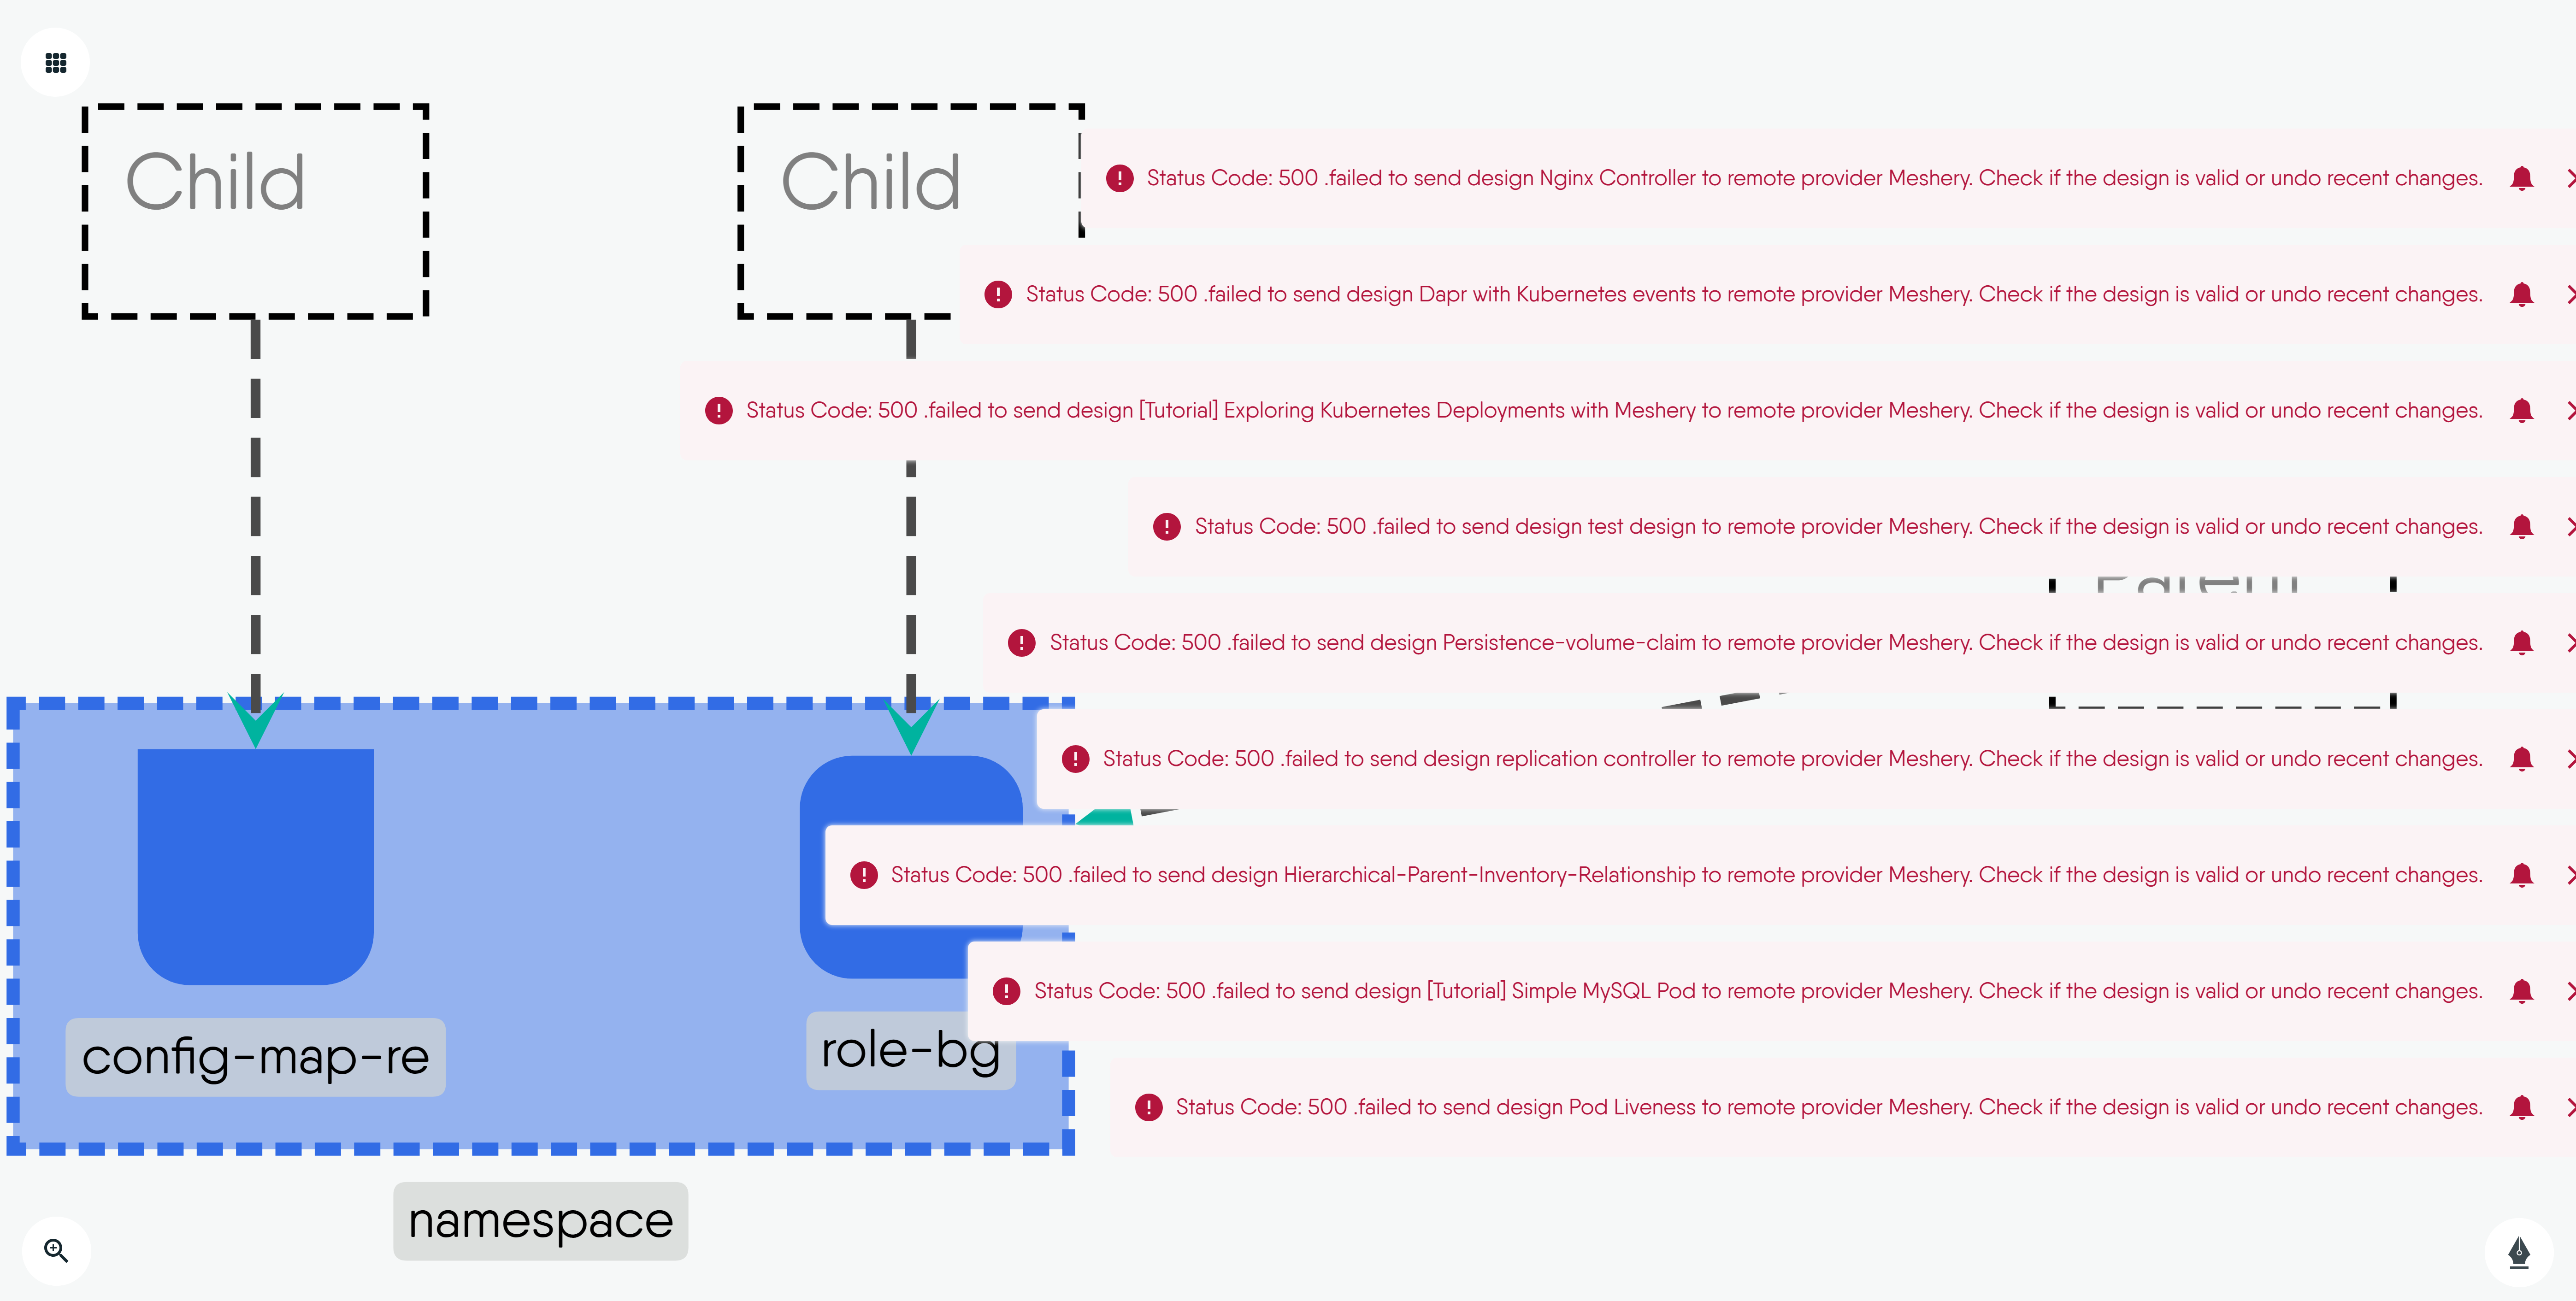 Child
Child
Status Code: 500 .failed to send design Nginx Controller to remote provider Meshery. Check if the design is valid or undo recent changes.
Status Code: 500 .failed to send design Dapr with Kubernetes events to remote provider Meshery. Check if the design is valid or undo recent changes.
Status Code: 500 .failed to send design [Tutorial] Exploring Kubernetes Deployments with Meshery to remote provider Meshery. Check if the design is valid or undo recent changes.
Status Code: 500 .failed to send design test design to remote provider Meshery. Check if the design is valid or undo recent changes.
Status Code: 500 .failed to send design Persistence-volume-claim to remote provider Meshery. Check if the design is valid or undo recent changes.
Status Code: 500 .failed to send design replication controller to remote provider Meshery. Check if the design is valid or undo recent changes.
Status Code: 500 .failed to send design Hierarchical-Parent-Inventory-Relationship to remote provider Meshery. Check if the design is valid or undo recent changes.
Status Code: 500 .failed to send design [Tutorial] Simple MySQL Pod to remote provider Meshery. Check if the design is valid or undo recent changes.
config-map-re
role-bg
Status Code: 500 .failed to send design Pod Liveness to remote provider Meshery. Check if the design is valid or undo recent changes.
namespace